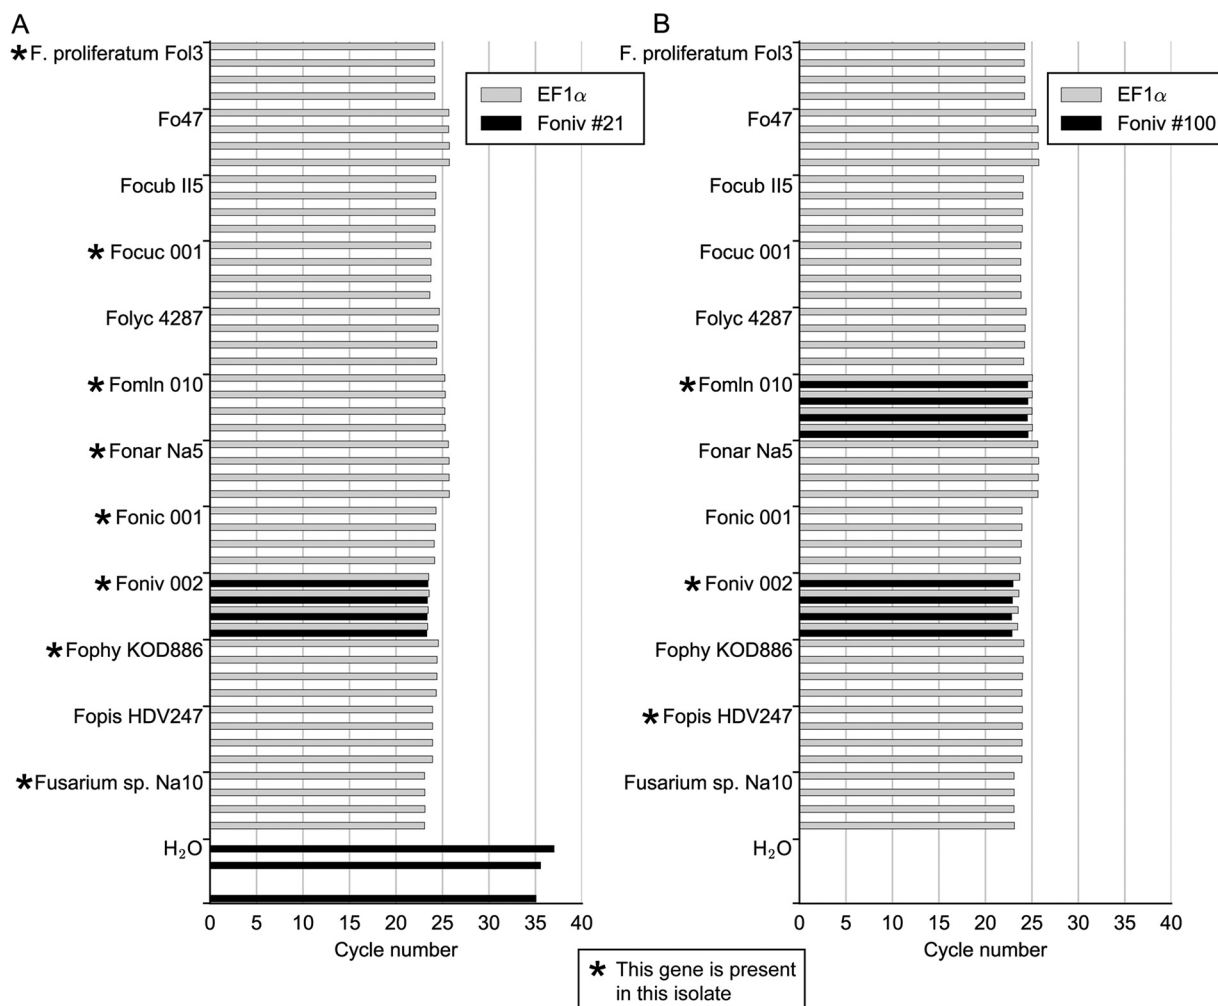 A
* F. proliferatum Fol3
Fo47
Focub II5
* Focuc 001
Folyc 4287
* Fomln 010
* Fonar Na5
* Fonic 001
* Foniv 002
* Fophy KOD886
Fopis HDV247
* Fusarium sp. Na10
H₂O
EF1α
Foniv #21
0 5 10 15 20 25 30 35 40
Cycle number
B
F. proliferatum Fol3
Fo47
Focub II5
Focuc 001
Folyc 4287
* Fomln 010
Fonar Na5
Fonic 001
* Foniv 002
Fophy KOD886
* Fopis HDV247
Fusarium sp. Na10
H₂O
EF1α
Foniv #100
0 5 10 15 20 25 30 35 40
Cycle number
* This gene is present
in this isolate